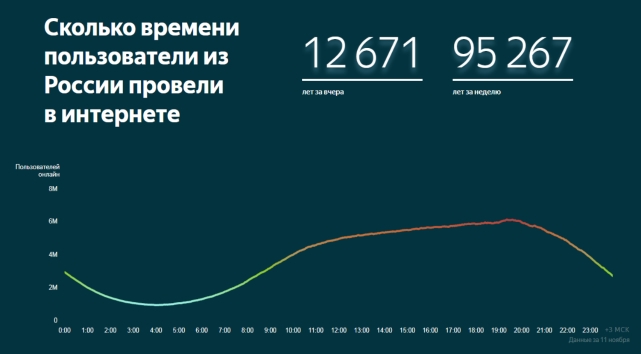 Сколько времени
пользователи из
России провели
в интернете
12 671
лет за вчера
95 267
лет за неделю
Пользователей
онлайн
8M
6M
4M
2M
0
0:00 1:00 2:00 3:00 4:00 5:00 6:00 7:00 8:00 9:00 10:00 11:00 12:00 13:00 14:00 15:00 16:00 17:00 18:00 19:00 20:00 21:00 22:00 23:00 +3 МСК
Данные за 11 ноября